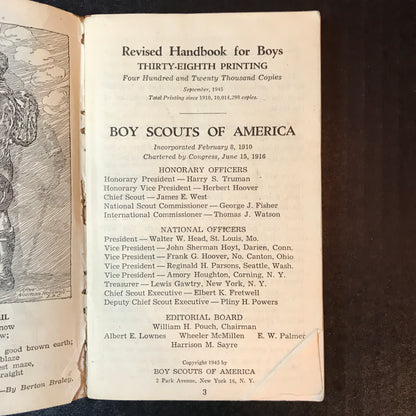 IL
now
w;
good brown earth;
blaze
est maze,
traight
—By Berton Braley.
Revised Handbook for Boys
THIRTY-EIGHTH PRINTING
Four Hundred and Twenty Thousand Copies
September, 1945
Total Printing since 1910, 10,014,298 copies.
BOY SCOUTS OF AMERICA
Incorporated February 8, 1910
Chartered by Congress, June 15, 1916
HONORARY OFFICERS
Honorary President — Harry S. Truman
Honorary Vice President — Herbert Hoover
Chief Scout — James E. West
National Scout Commissioner — George J. Fisher
International Commissioner — Thomas J. Watson
NATIONAL OFFICERS
President — Walter W. Head, St. Louis, Mo.
Vice President — John Sherman Hoyt, Darien, Conn.
Vice President — Frank G. Hoover, No. Canton, Ohio
Vice President — Reginald H. Parsons, Seattle, Wash.
Vice President — Amory Houghton, Corning, N. Y.
Treasurer — Lewis Gawtry, New York, N. Y.
Chief Scout Executive — Elbert K. Fretwell
Deputy Chief Scout Executive — Pliny H. Powers
EDITORIAL BOARD
William H. Pouch, Chairman
Albert E. Lownes Wheeler McMillen E. W. Palmer
Harrison M. Sayre
Copyright 1945 by
BOY SCOUTS OF AMERICA
2 Park Avenue, New York 16, N. Y.
3